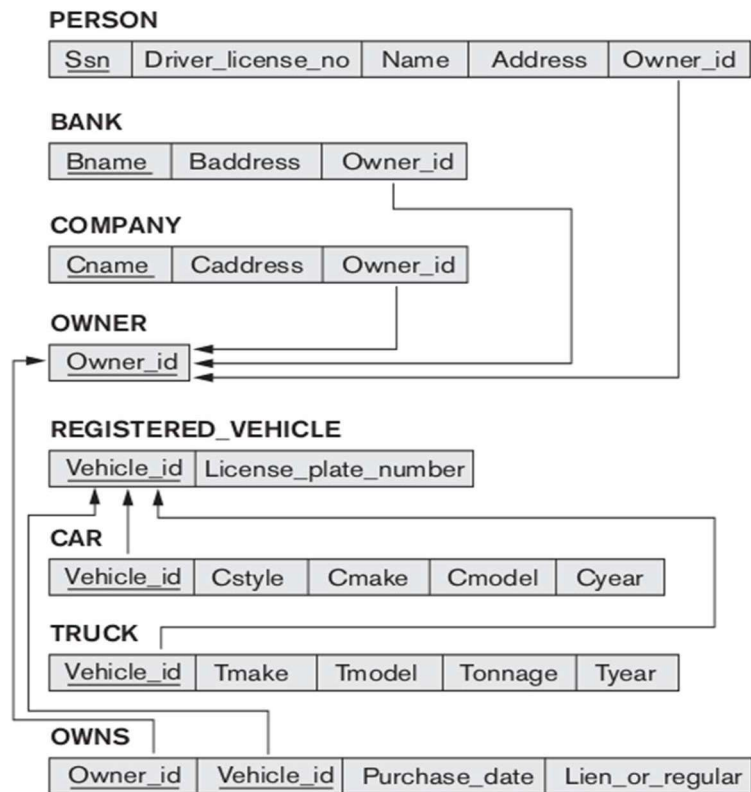 PERSON
Ssn Driver_license_no Name Address Owner_id
BANK
Bname Baddress Owner_id
COMPANY
Cname Caddress Owner_id
OWNER
Owner_id
REGISTERED_VEHICLE
Vehicle_id License_plate_number
CAR
Vehicle_id Cstyle Cmake Cmodel Cyear
TRUCK
Vehicle_id Tmake Tmodel Tonnage Tyear
OWNS
Owner_id Vehicle_id Purchase_date Lien_or_regular